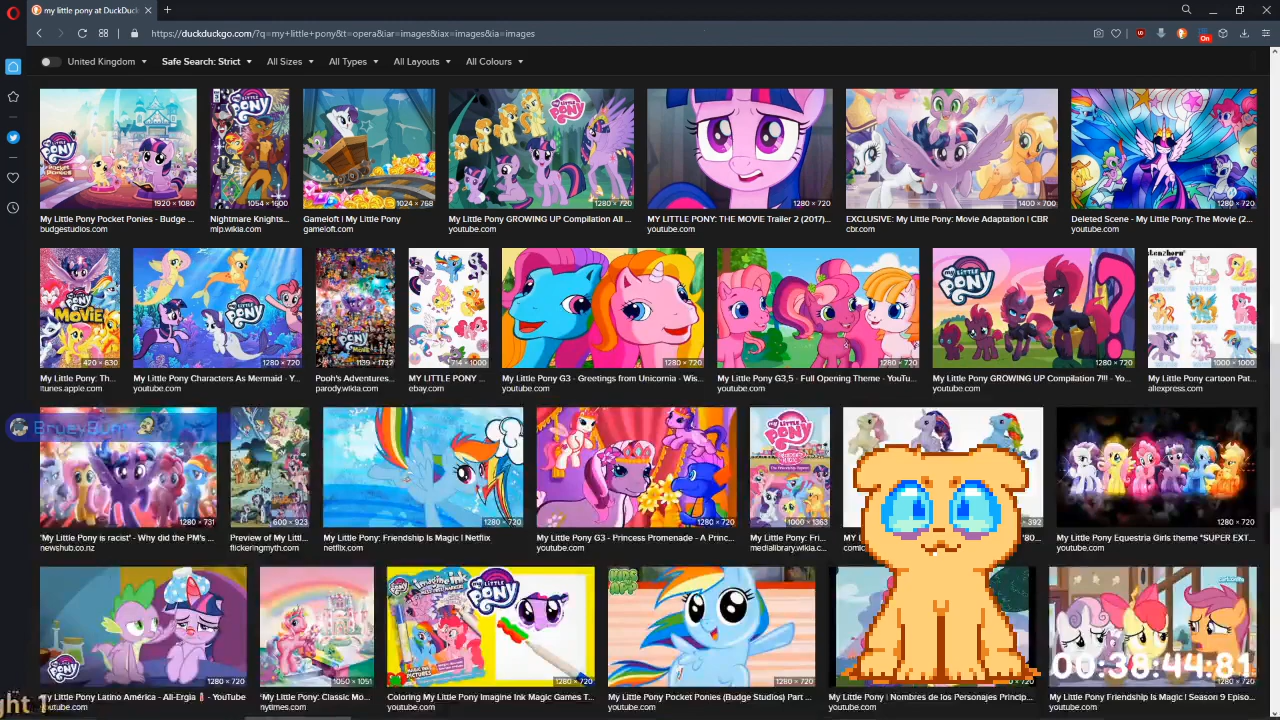 my little pony at DuckDuck
https://duckduckgo.com/?q=my+little+pony&t=opera&iar=images&iax=images&ia=images
On
United Kingdom
Safe Search: Strict
All Sizes
All Types
All Layouts
All Colours
1920 × 1080
1054 × 1600
1024 × 768
1280 × 720
1280 × 720
1400 × 700
1280 × 720
My Little Pony Pocket Ponies - Budge ...
budgestudios.com
Nightmare Knights...
mlp.wikia.com
Gameloft | My Little Pony
gameloft.com
My Little Pony GROWING UP Compilation All ...
youtube.com
MY LITTLE PONY: THE MOVIE Trailer 2 (2017)...
youtube.com
EXCLUSIVE: My Little Pony: Movie Adaptation | CBR
cbr.com
Deleted Scene - My Little Pony: The Movie (2...
youtube.com
420 × 630
1280 × 720
1139 × 1732
714 × 1000
1280 × 720
1280 × 720
1280 × 720
1000 × 1000
My Little Pony: Th...
itunes.apple.com
My Little Pony Characters As Mermaid - Y...
youtube.com
Pooh's Adventures...
parody.wikia.com
MY LITTLE PONY ...
ebay.com
My Little Pony G3 - Greetings from Unicornia - Wis...
youtube.com
My Little Pony G3,5 - Full Opening Theme - YouTu...
youtube.com
My Little Pony GROWING UP Compilation 7!!! - Yo...
youtube.com
My Little Pony cartoon Pat...
aliexpress.com
1280 × 731
600 × 923
1280 × 720
1280 × 720
1000 × 1363
392
1280 × 720
'My Little Pony is racist' - Why did the PM's ...
newshub.co.nz
Preview of My Littl...
flickeringmyth.com
My Little Pony: Friendship Is Magic | Netflix
netflix.com
My Little Pony G3 - Princess Promenade - A Princ...
youtube.com
My Little Pony: Fri...
medialibrary.wikia.c...
'80...
My Little Pony Equestria Girls theme "SUPER EXT...
youtube.com
1280 × 720
1050 × 1051
1280 × 720
1280 × 720
00:38:44:81
My Little Pony Latino América - All-Ergia - YouTube
youtube.com
'My Little Pony: Classic Mo...
nytimes.com
Coloring My Little Pony Imagine Ink Magic Games T...
youtube.com
My Little Pony Pocket Ponies (Budge Studios) Part ...
youtube.com
My Little Pony | Nombres de los Personajes Princip...
youtube.com
My Little Pony Friendship Is Magic | Season 9 Episo...
youtube.com